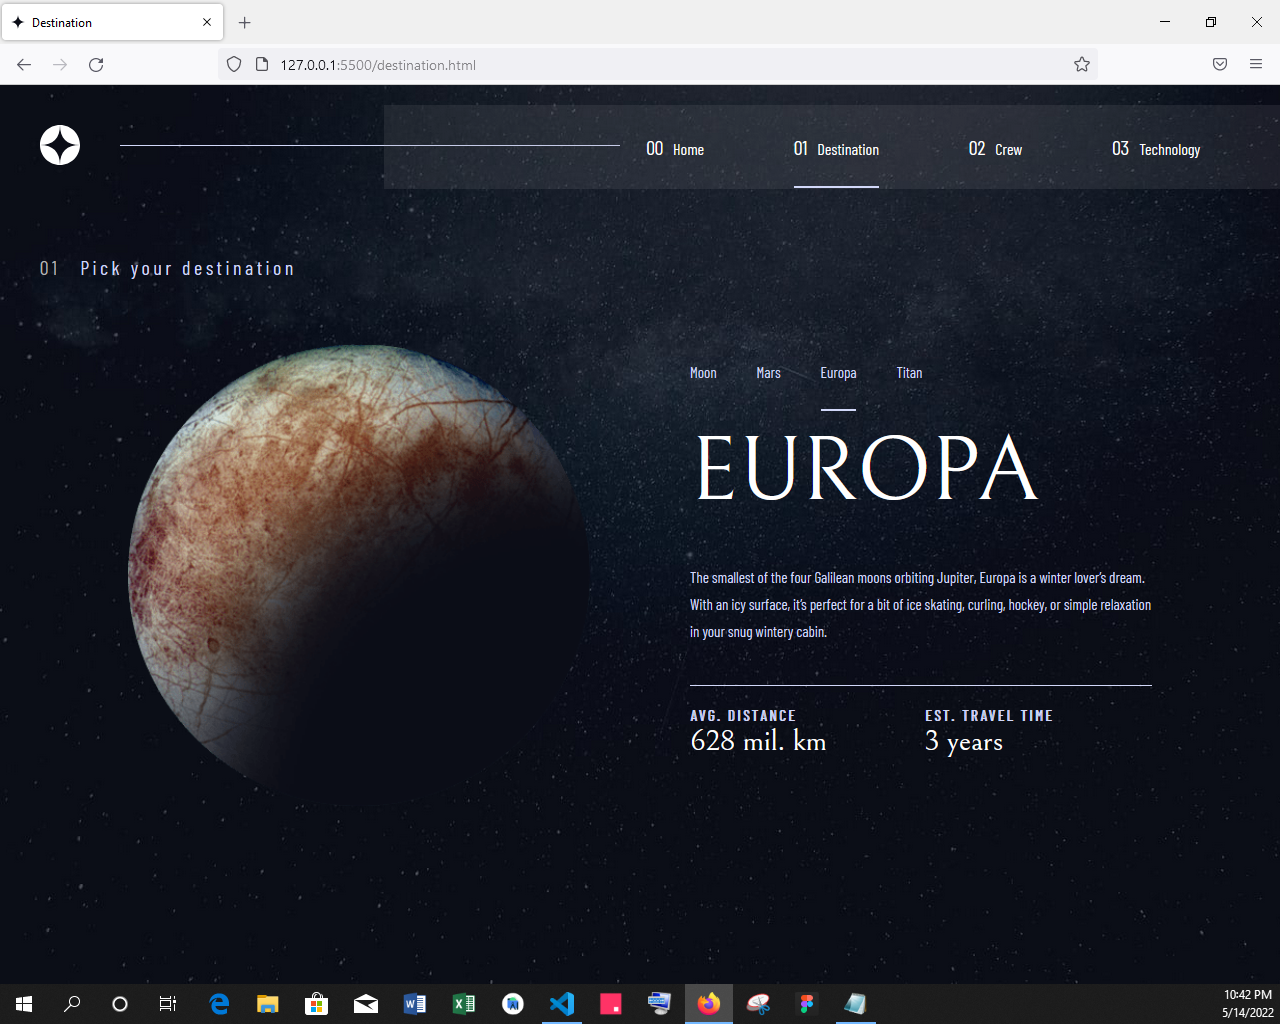 Destination
127.0.0.1:5500/destination.html
00 Home 01 Destination 02 Crew 03 Technology
01 Pick your destination
Moon Mars Europa Titan
EUROPA
The smallest of the four Galilean moons orbiting Jupiter, Europa is a winter lover's dream.
With an icy surface, it's perfect for a bit of ice skating, curling, hockey, or simple relaxation
in your snug wintery cabin.
AVG. DISTANCE EST. TRAVEL TIME
628 mil. km 3 years
10:42 PM
5/14/2022